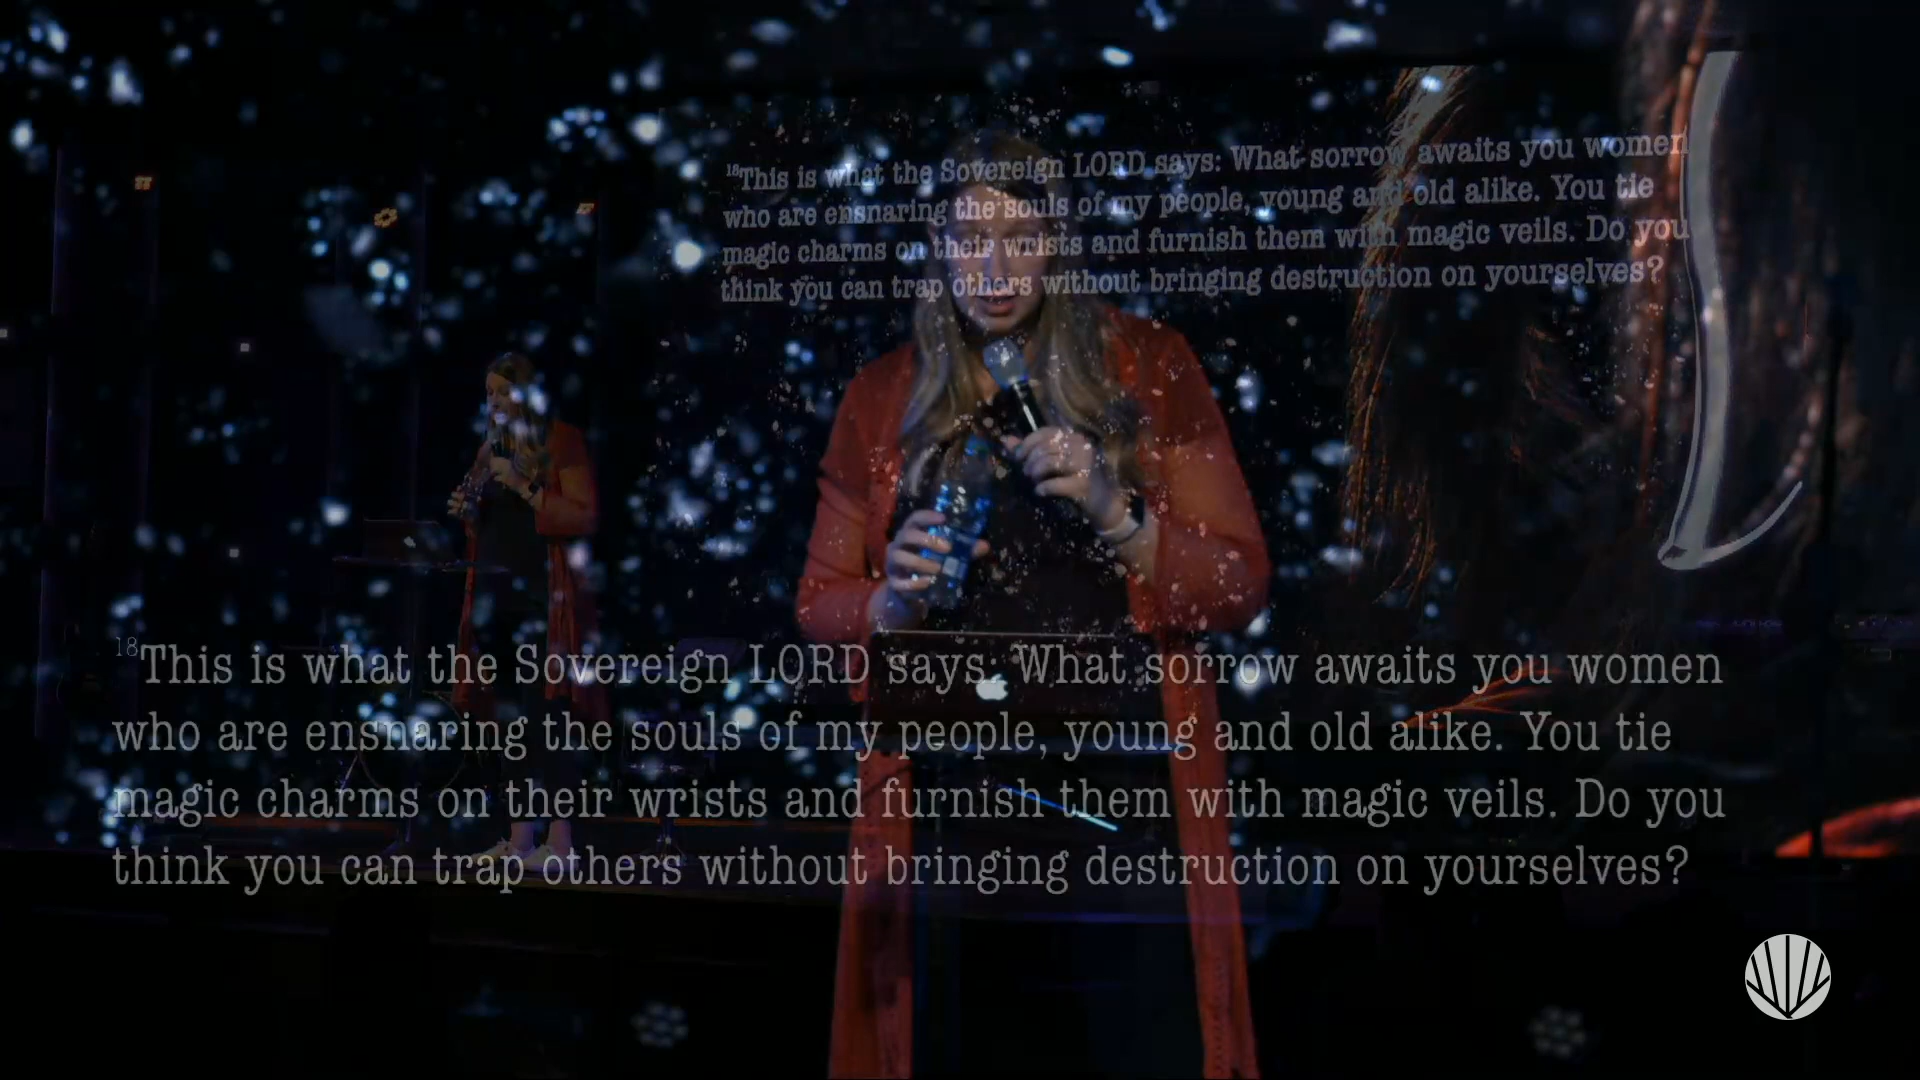 ¹⁸This is what the Sovereign LORD says: What sorrow awaits you women
who are ensnaring the souls of my people, young and old alike. You tie
magic charms on their wrists and furnish them with magic veils. Do you
think you can trap others without bringing destruction on yourselves?
¹⁸This is what the Sovereign LORD says: What sorrow awaits you women
who are ensnaring the souls of my people, young and old alike. You tie
magic charms on their wrists and furnish them with magic veils. Do you
think you can trap others without bringing destruction on yourselves?